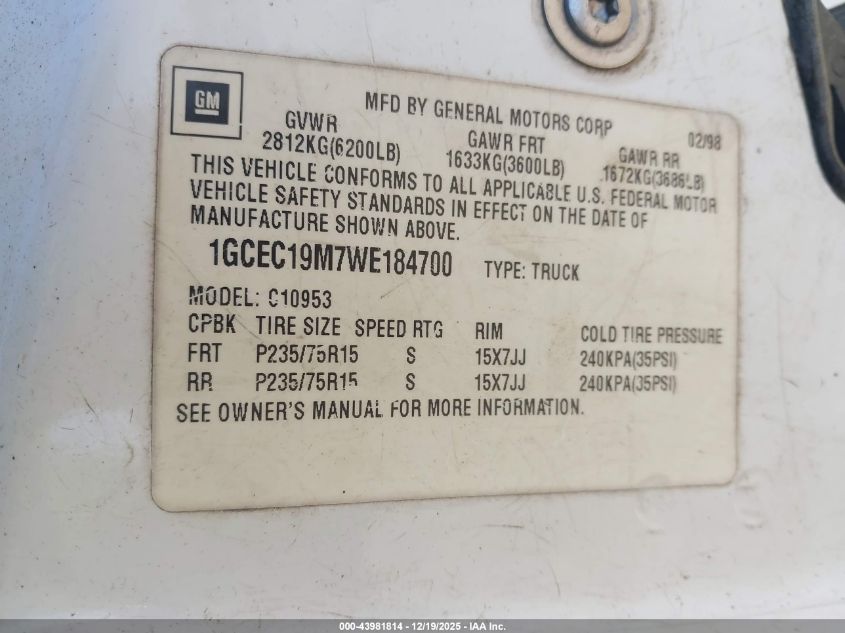 GM
MFD BY GENERAL MOTORS CORP 02/98
GVWR GAWR FRT GAWR RR
2812KG(6200LB) 1633KG(3600LB) 1672KG(3686LB)
THIS VEHICLE CONFORMS TO ALL APPLICABLE U.S. FEDERAL MOTOR
VEHICLE SAFETY STANDARDS IN EFFECT ON THE DATE OF
MANUFACTURE SHOWN ABOVE.
1GCEC19M7WE184700 TYPE: TRUCK
MODEL: C10953
CPBK TIRE SIZE SPEED RTG RIM COLD TIRE PRESSURE
FRT P235/75R15 S 15X7JJ 240KPA(35PSI)
RR P235/75R15 S 15X7JJ 240KPA(35PSI)
SEE OWNER'S MANUAL FOR MORE INFORMATION.
000-43981814 - 12/19/2025 - IAA Inc.